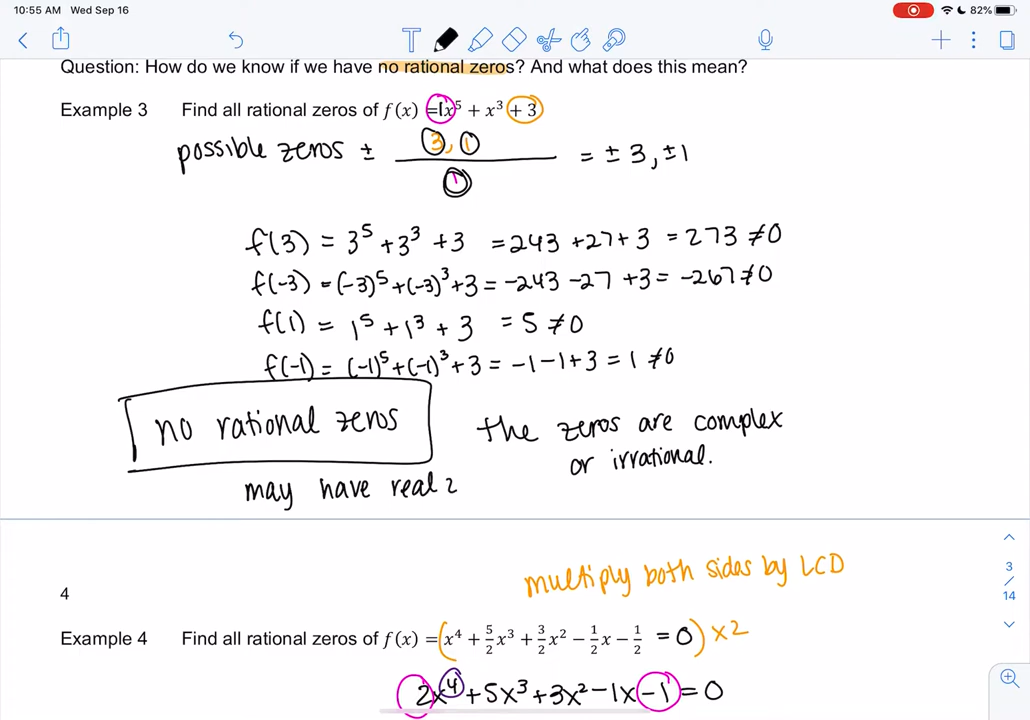 10:55 AM Wed Sep 16
82%
Question: How do we know if we have no rational zeros? And what does this mean?
Example 3 Find all rational zeros of f(x) = 1x⁵ + x³ + 3
possible zeros ± 3, 1 / 1 = ± 3, ± 1
f(3) = 3⁵ + 3³ + 3 = 243 + 27 + 3 = 273 ≠ 0
f(-3) = (-3)⁵ + (-3)³ + 3 = -243 - 27 + 3 = -267 ≠ 0
f(1) = 1⁵ + 1³ + 3 = 5 ≠ 0
f(-1) = (-1)⁵ + (-1)³ + 3 = -1 - 1 + 3 = 1 ≠ 0
no rational zeros
the zeros are complex
or irrational.
may have real z
3
/
14
multiply both sides by LCD
4
Example 4 Find all rational zeros of f(x) = (x⁴ + 5/2 x³ + 3/2 x² − 1/2 x − 1/2 = 0) x2
2x⁴ + 5x³ + 3x² - 1x - 1 = 0